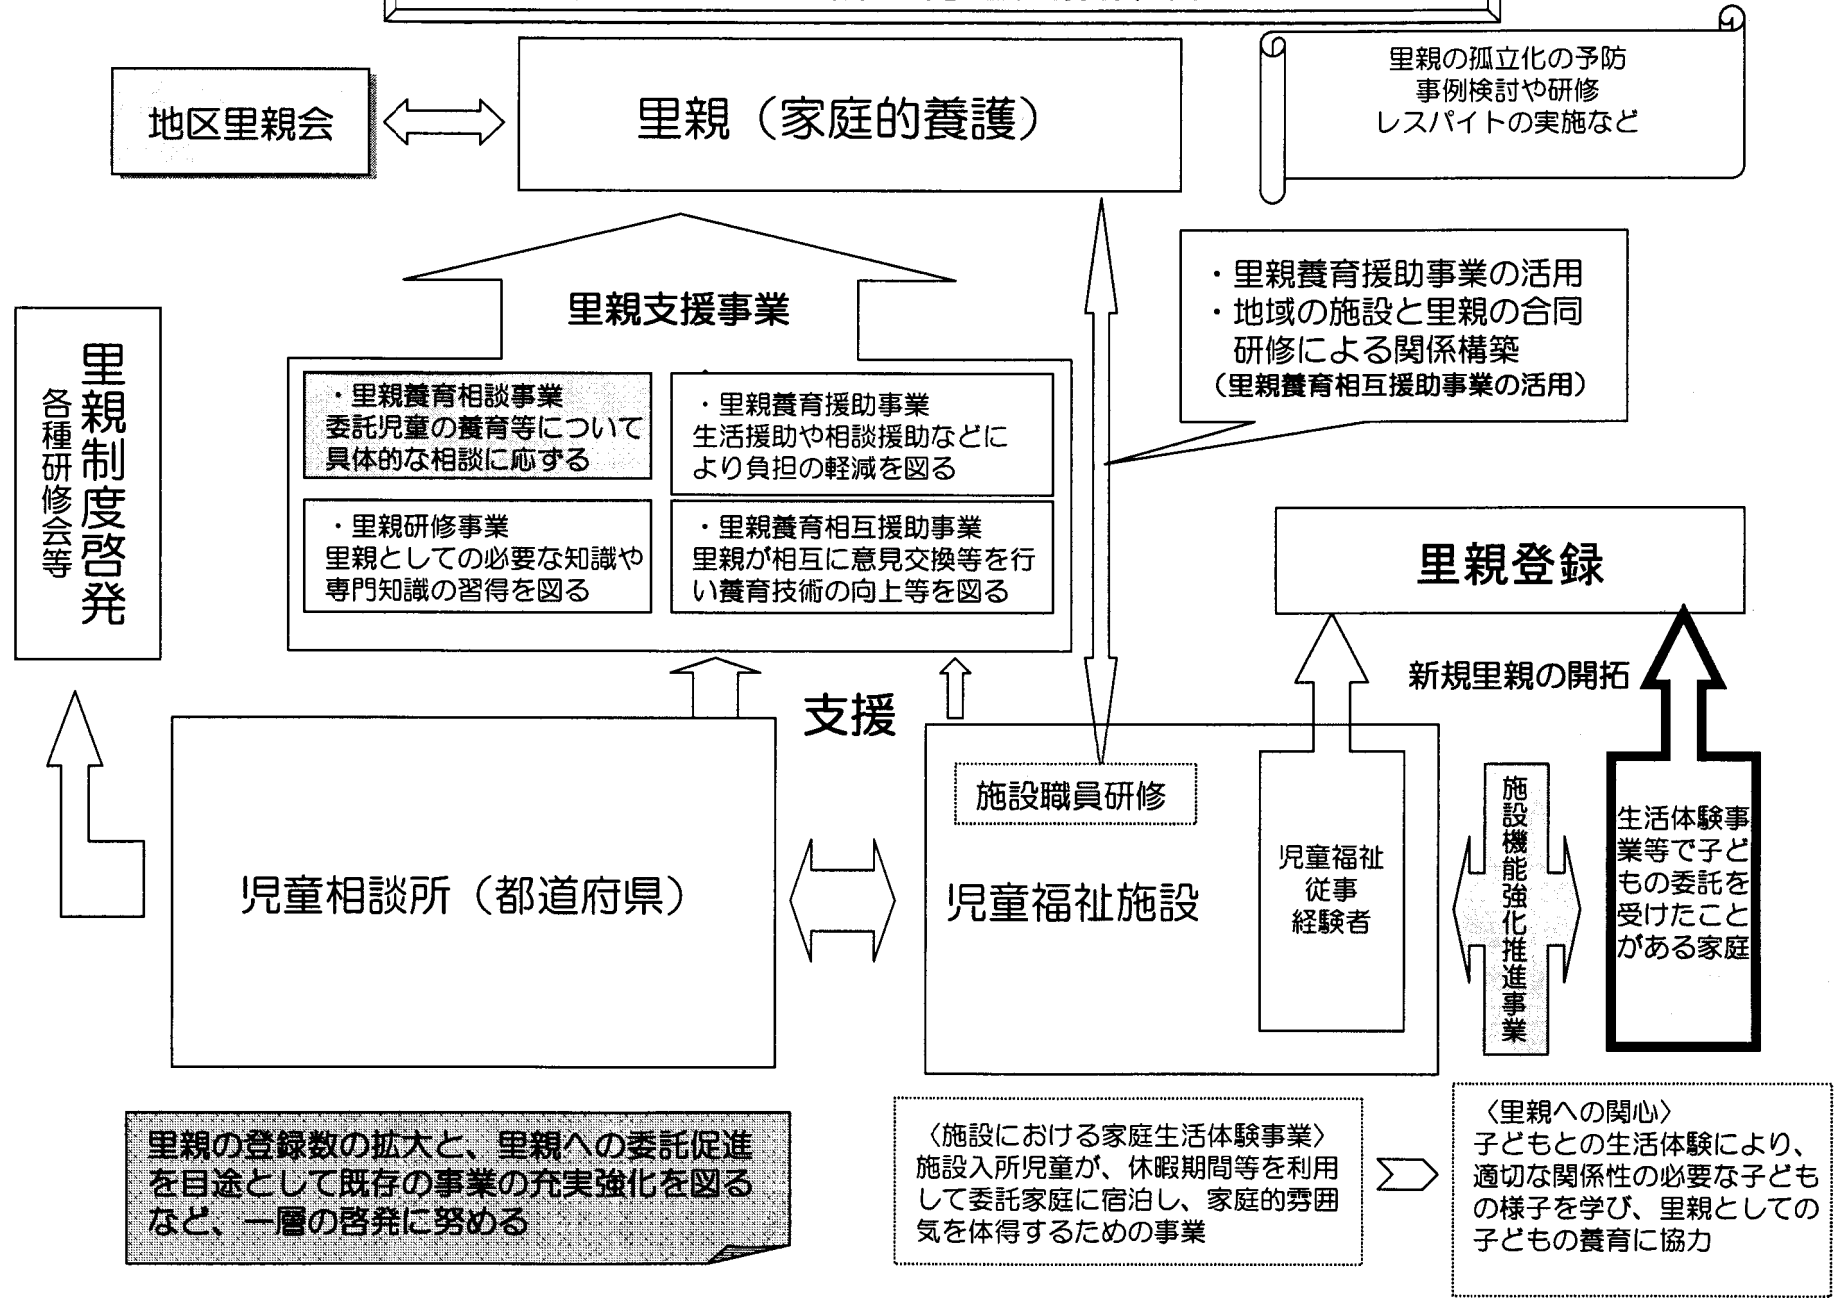 里親の孤立化の予防
事例検討や研修
レスパイトの実施など
地区里親会
里親（家庭的養護）
・里親養育援助事業の活用
・地域の施設と里親の合同
研修による関係構築
（里親養育相互援助事業の活用）
里親支援事業
里親制度啓発
各種研修会等
・里親養育相談事業
委託児童の養育等について
具体的な相談に応ずる
・里親養育援助事業
生活援助や相談援助などに
より負担の軽減を図る
・里親研修事業
里親としての必要な知識や
専門知識の習得を図る
・里親養育相互援助事業
里親が相互に意見交換等を行
い養育技術の向上等を図る
里親登録
新規里親の開拓
支援
児童相談所（都道府県）
施設職員研修
児童福祉施設
児童福祉
従事
経験者
施設機能強化推進事業
生活体験事
業等で子ど
もの委託を
受けたこと
がある家庭
里親の登録数の拡大と、里親への委託促進
を目途として既存の事業の充実強化を図る
など、一層の啓発に努める
〈施設における家庭生活体験事業〉
施設入所児童が、休暇期間等を利用
して委託家庭に宿泊し、家庭的雰囲
気を体得するための事業
〈里親への関心〉
子どもとの生活体験により、
適切な関係性の必要な子ども
の様子を学び、里親としての
子どもの養育に協力